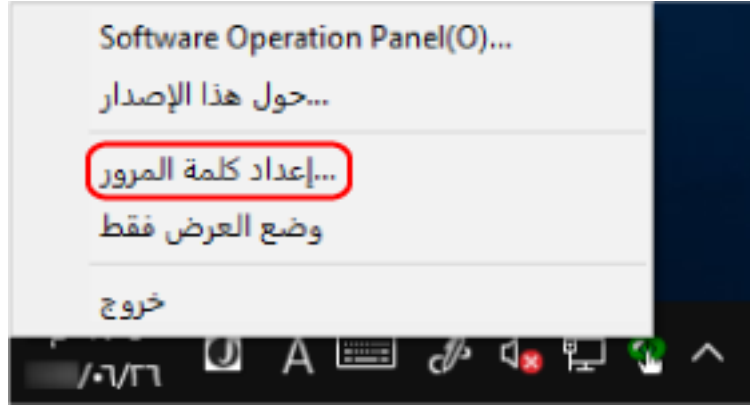 Software Operation Panel(O)...
حول هذا الإصدار...
إعداد كلمة المرور...
وضع العرض فقط
خروج
A
/٠٦/٢٦